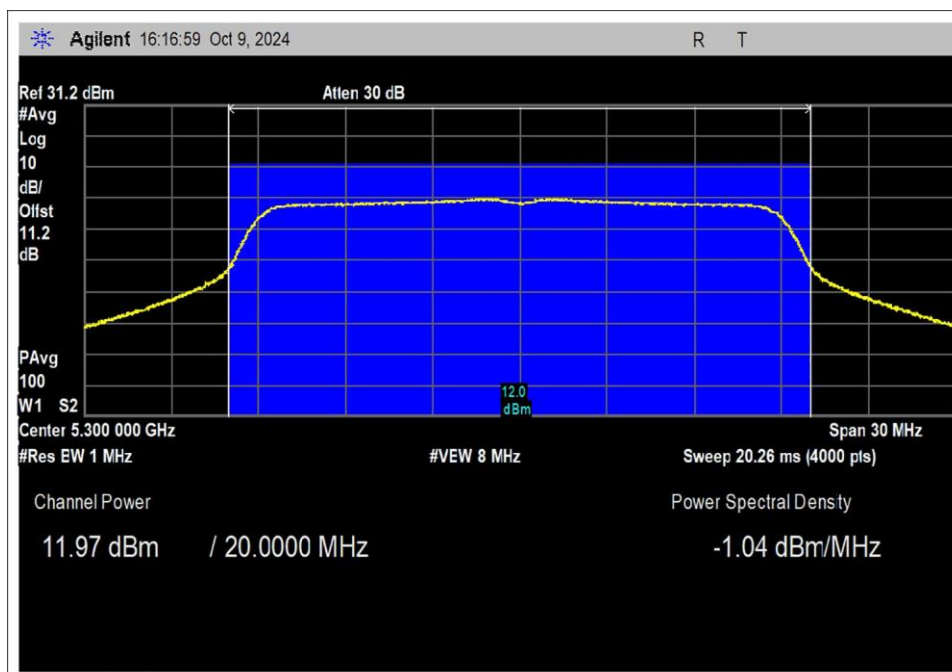 Agilent 16:16:59 Oct 9, 2024 R T
Ref 31.2 dBm Atten 30 dB
#Avg
Log
10
dB/
Offst
11.2
dB
PAvg
100
12.0
dBm
W1 S2
Center 5.300 000 GHz Span 30 MHz
#Res EW 1 MHz #VEW 8 MHz Sweep 20.26 ms (4000 pts)
Channel Power Power Spectral Density
11.97 dBm / 20.0000 MHz -1.04 dBm/MHz